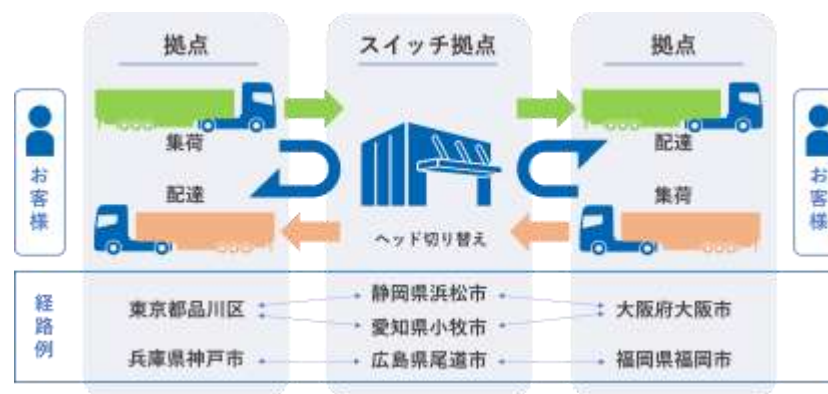 拠点
スイッチ拠点
拠点
集荷
配達
お客様
配達
ヘッド切り替え
集荷
お客様
経路例
東京都品川区
静岡県浜松市
愛知県小牧市
大阪府大阪市
兵庫県神戸市
広島県尾道市
福岡県福岡市